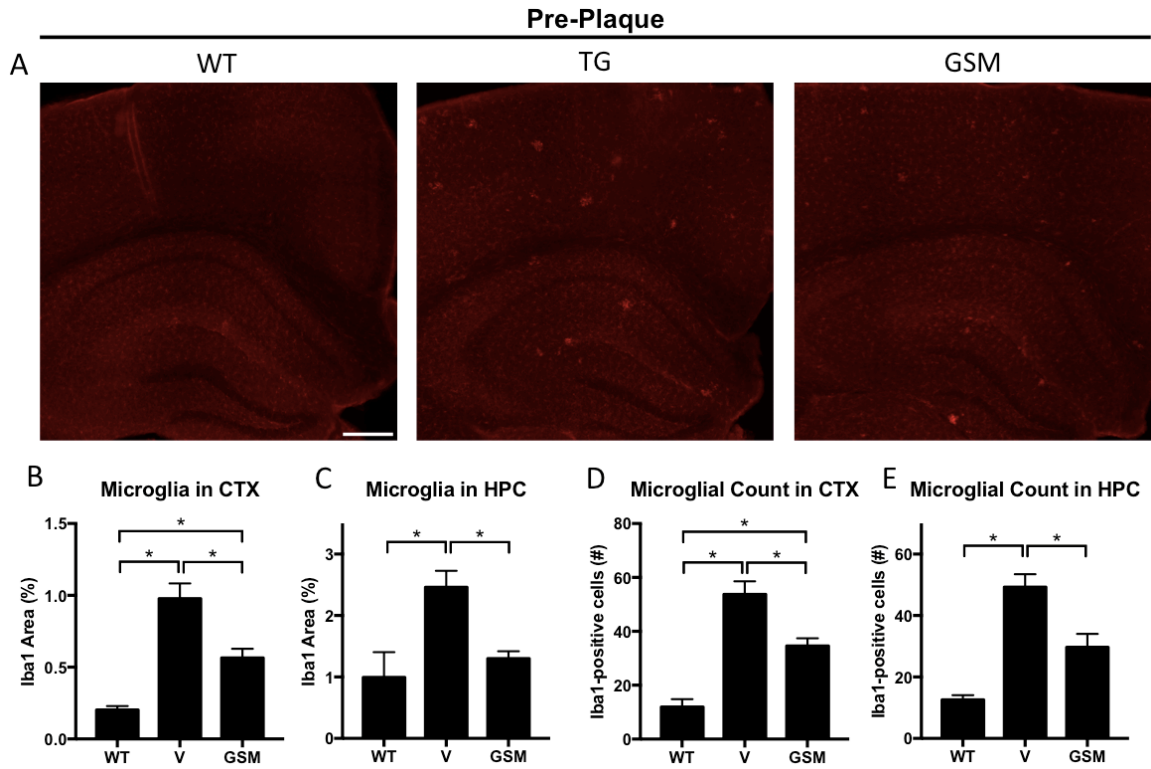 Pre-Plaque
A WT TG GSM
B Microglia in CTX
Iba1 Area (%)
1.5
1.0
0.5
0.0
* * *
WT V GSM
C Microglia in HPC
Iba1 Area (%)
3
2
1
0
* *
WT V GSM
D Microglial Count in CTX
Iba1-positive cells (#)
80
60
40
20
0
* * *
WT V GSM
E Microglial Count in HPC
Iba1-positive cells (#)
60
40
20
0
* *
WT V GSM